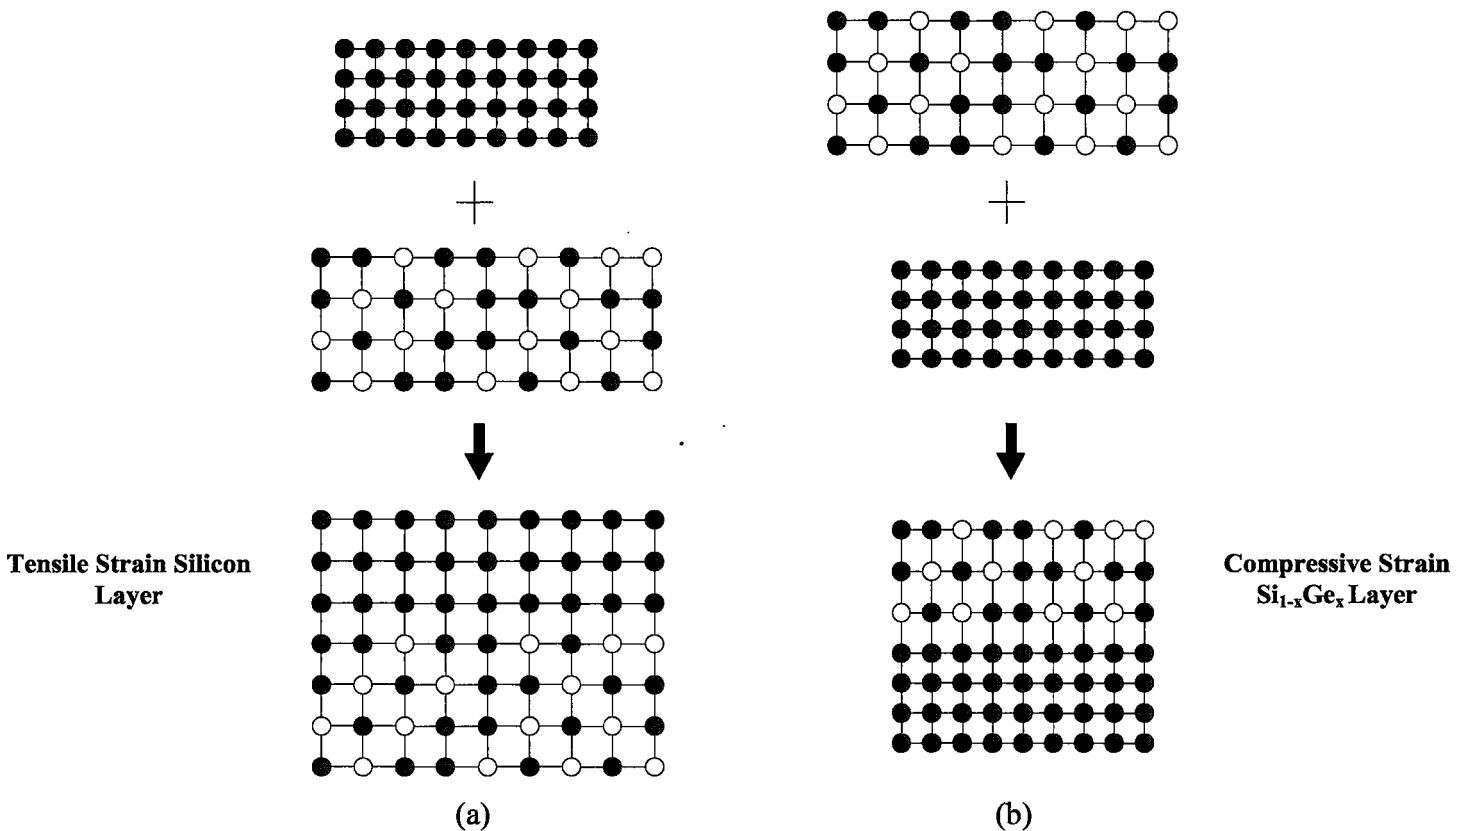 Tensile Strain Silicon
Layer
Compressive Strain
Si₁₋ₓGeₓ Layer
(a)
(b)